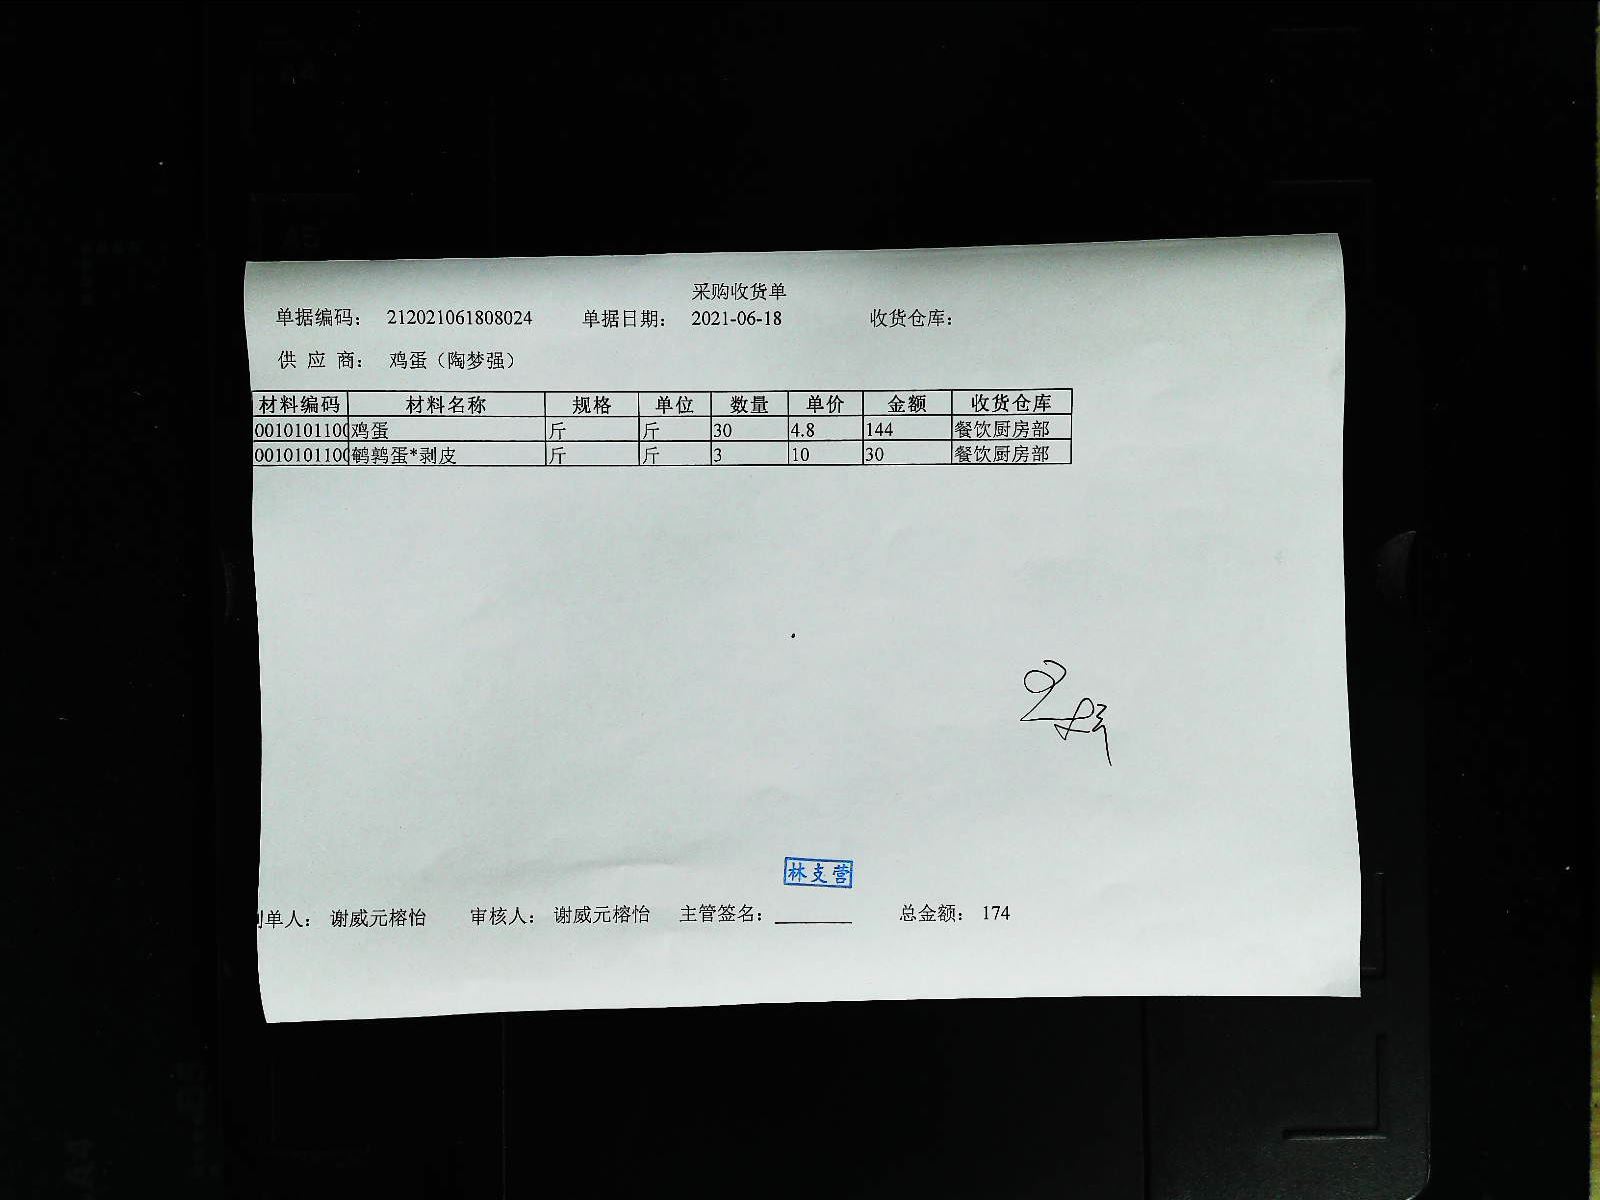 采购收货单
单据编码： 212021061808024 单据日期： 2021-06-18 收货仓库：
供 应 商： 鸡蛋（陶梦强）
材料编码 材料名称 规格 单位 数量 单价 金额 收货仓库
0010101100 鸡蛋 斤 斤 30 4.8 144 餐饮厨房部
0010101100 鹌鹑蛋*剥皮 斤 斤 3 10 30 餐饮厨房部
林支营
制单人： 谢威元榕怡 审核人： 谢威元榕怡 主管签名： 总金额： 174